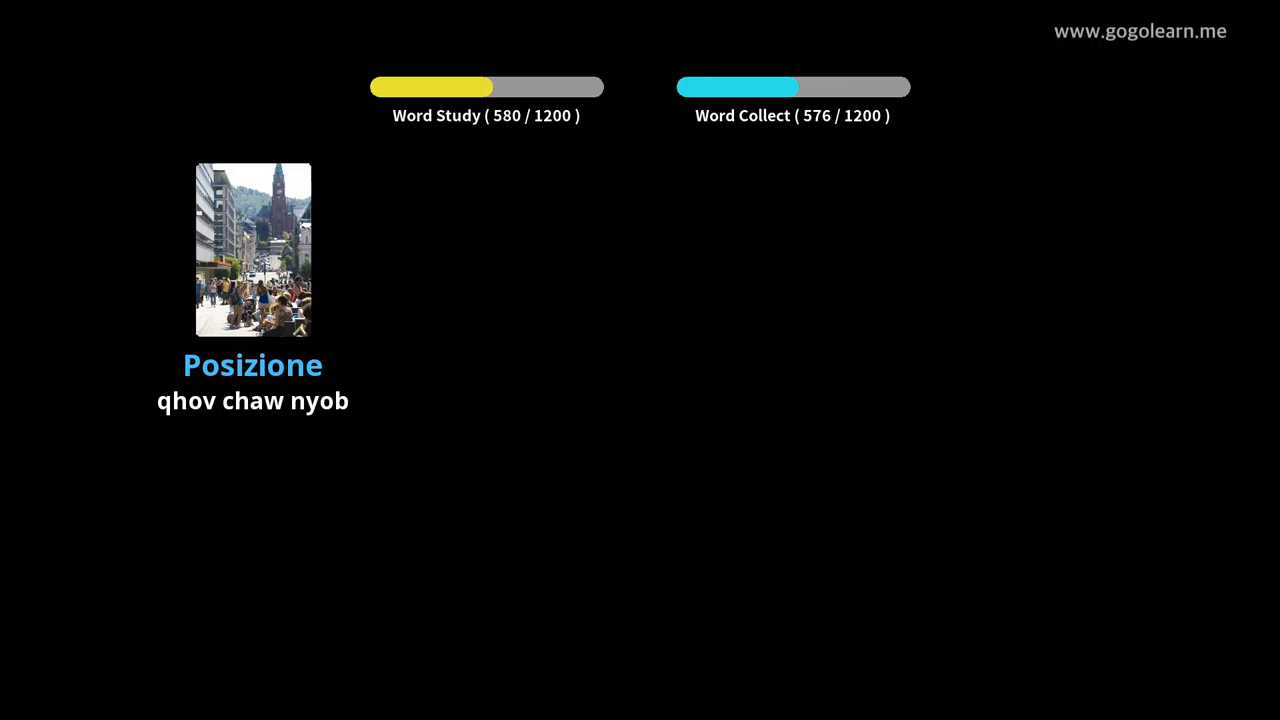 www.gogolearn.me
Word Study ( 580 / 1200 )
Word Collect ( 576 / 1200 )
Posizione
qhov chaw nyob